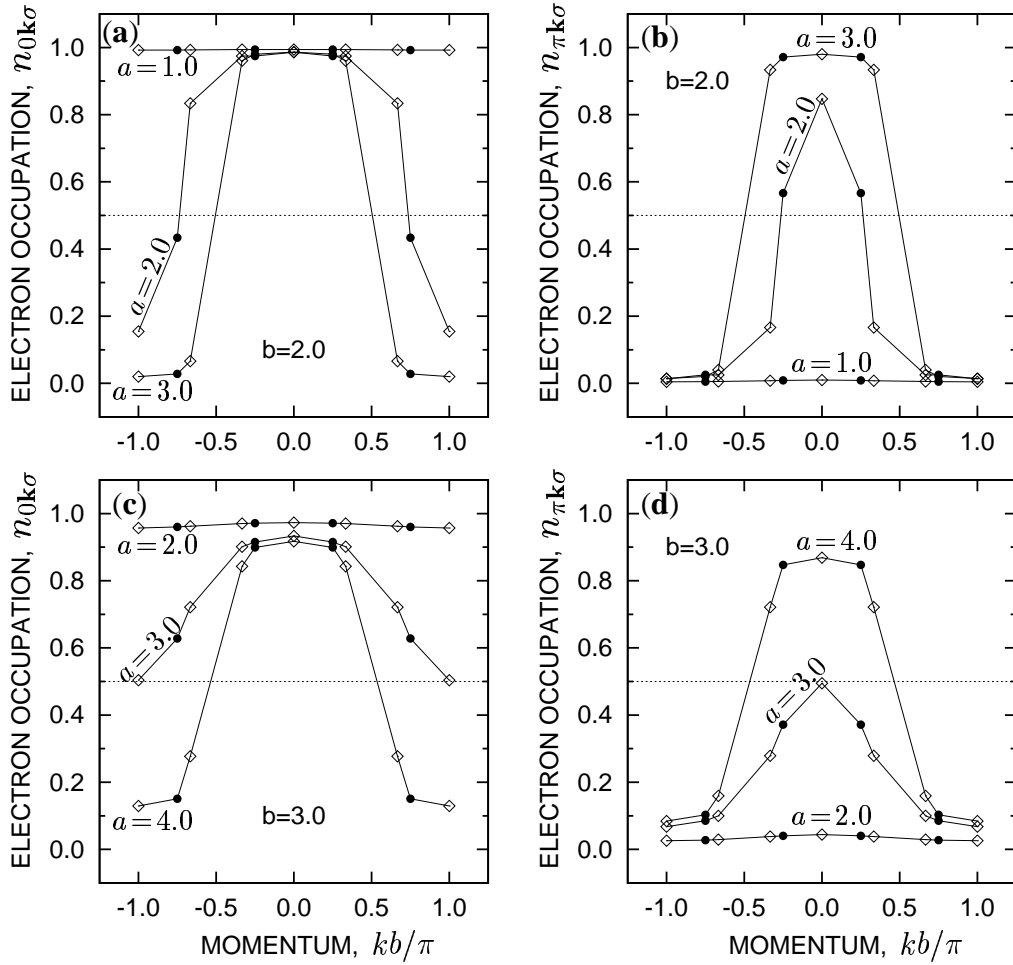 (a)
ELECTRON OCCUPATION, n0kσ
1.0
0.8
0.6
0.4
0.2
0.0
a=1.0
a=2.0
a=3.0
b=2.0
-1.0 -0.5 0.0 0.5 1.0
(b)
ELECTRON OCCUPATION, nπkσ
1.0
0.8
0.6
0.4
0.2
0.0
a=3.0
b=2.0
a=2.0
a=1.0
-1.0 -0.5 0.0 0.5 1.0
(c)
ELECTRON OCCUPATION, n0kσ
1.0
0.8
0.6
0.4
0.2
0.0
a=2.0
a=3.0
a=4.0
b=3.0
-1.0 -0.5 0.0 0.5 1.0
MOMENTUM, kb/π
(d)
ELECTRON OCCUPATION, nπkσ
1.0
0.8
0.6
0.4
0.2
0.0
b=3.0
a=4.0
a=3.0
a=2.0
-1.0 -0.5 0.0 0.5 1.0
MOMENTUM, kb/π